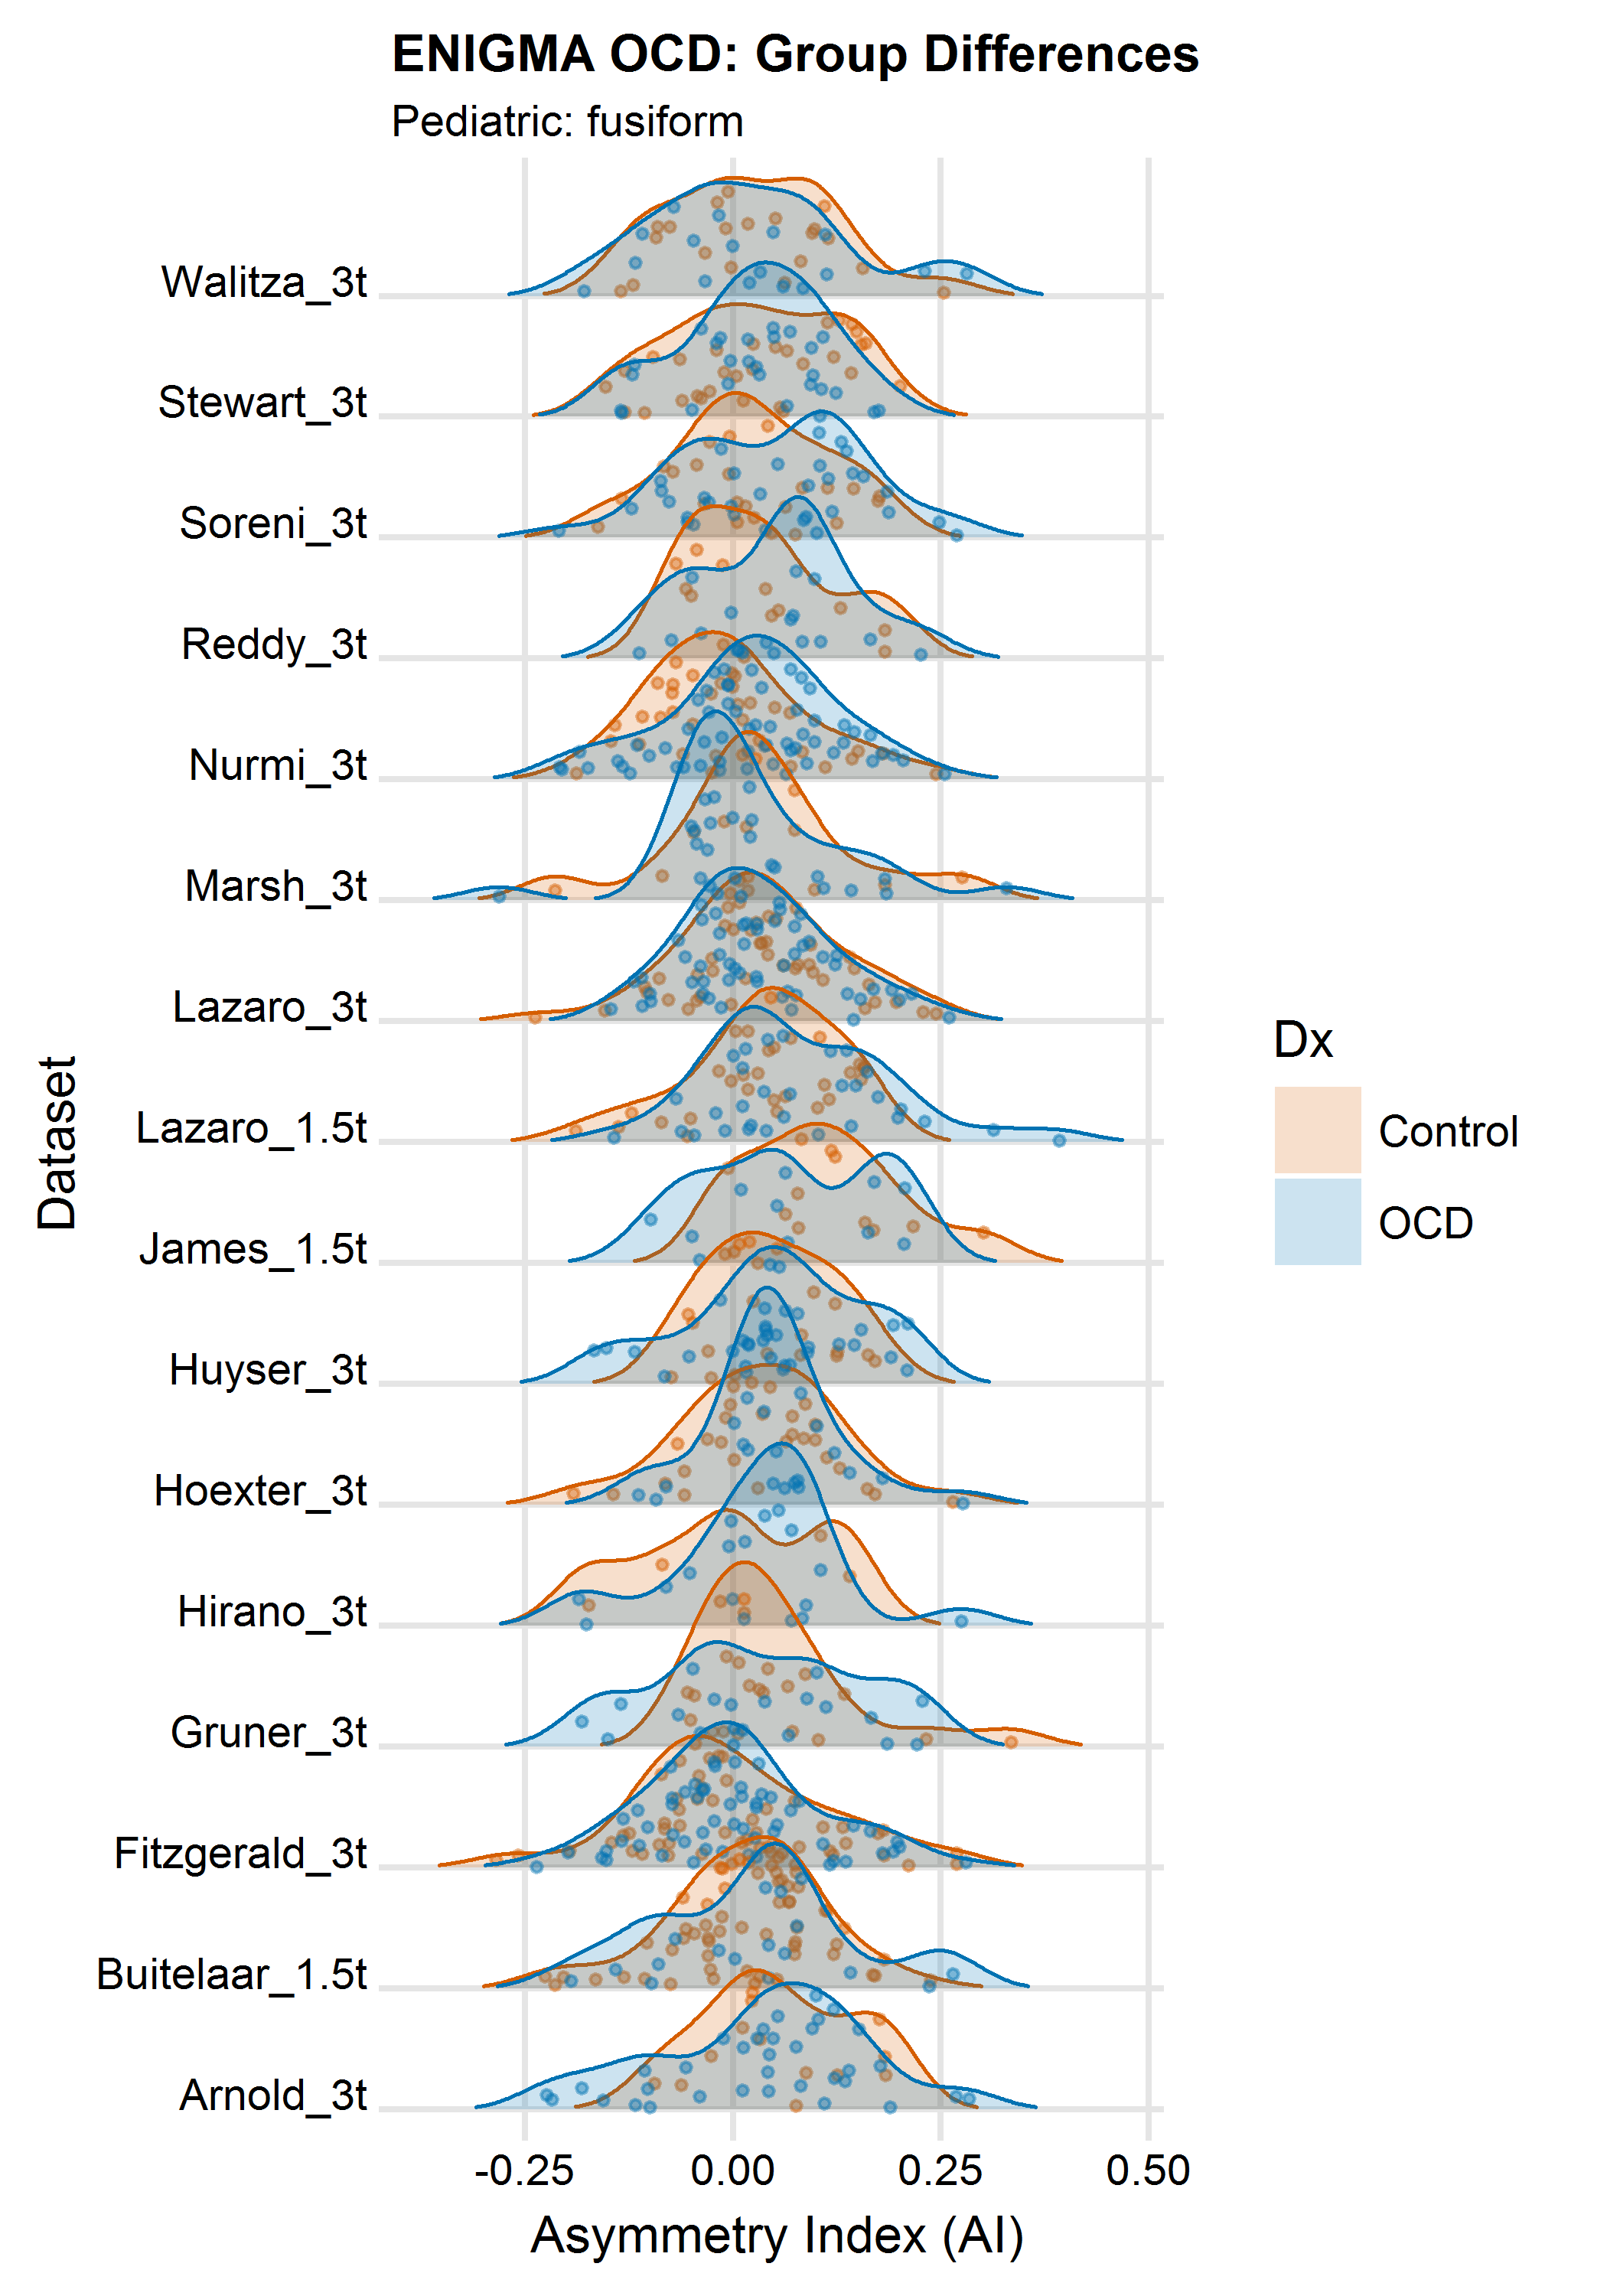 ENIGMA OCD: Group Differences
Pediatric: fusiform
Walitza_3t
Stewart_3t
Soreni_3t
Reddy_3t
Nurmi_3t
Marsh_3t
Lazaro_3t
Lazaro_1.5t
James_1.5t
Huyser_3t
Hoexter_3t
Hirano_3t
Gruner_3t
Fitzgerald_3t
Buitelaar_1.5t
Arnold_3t
Dataset
-0.25 0.00 0.25 0.50
Asymmetry Index (AI)
Dx
Control
OCD